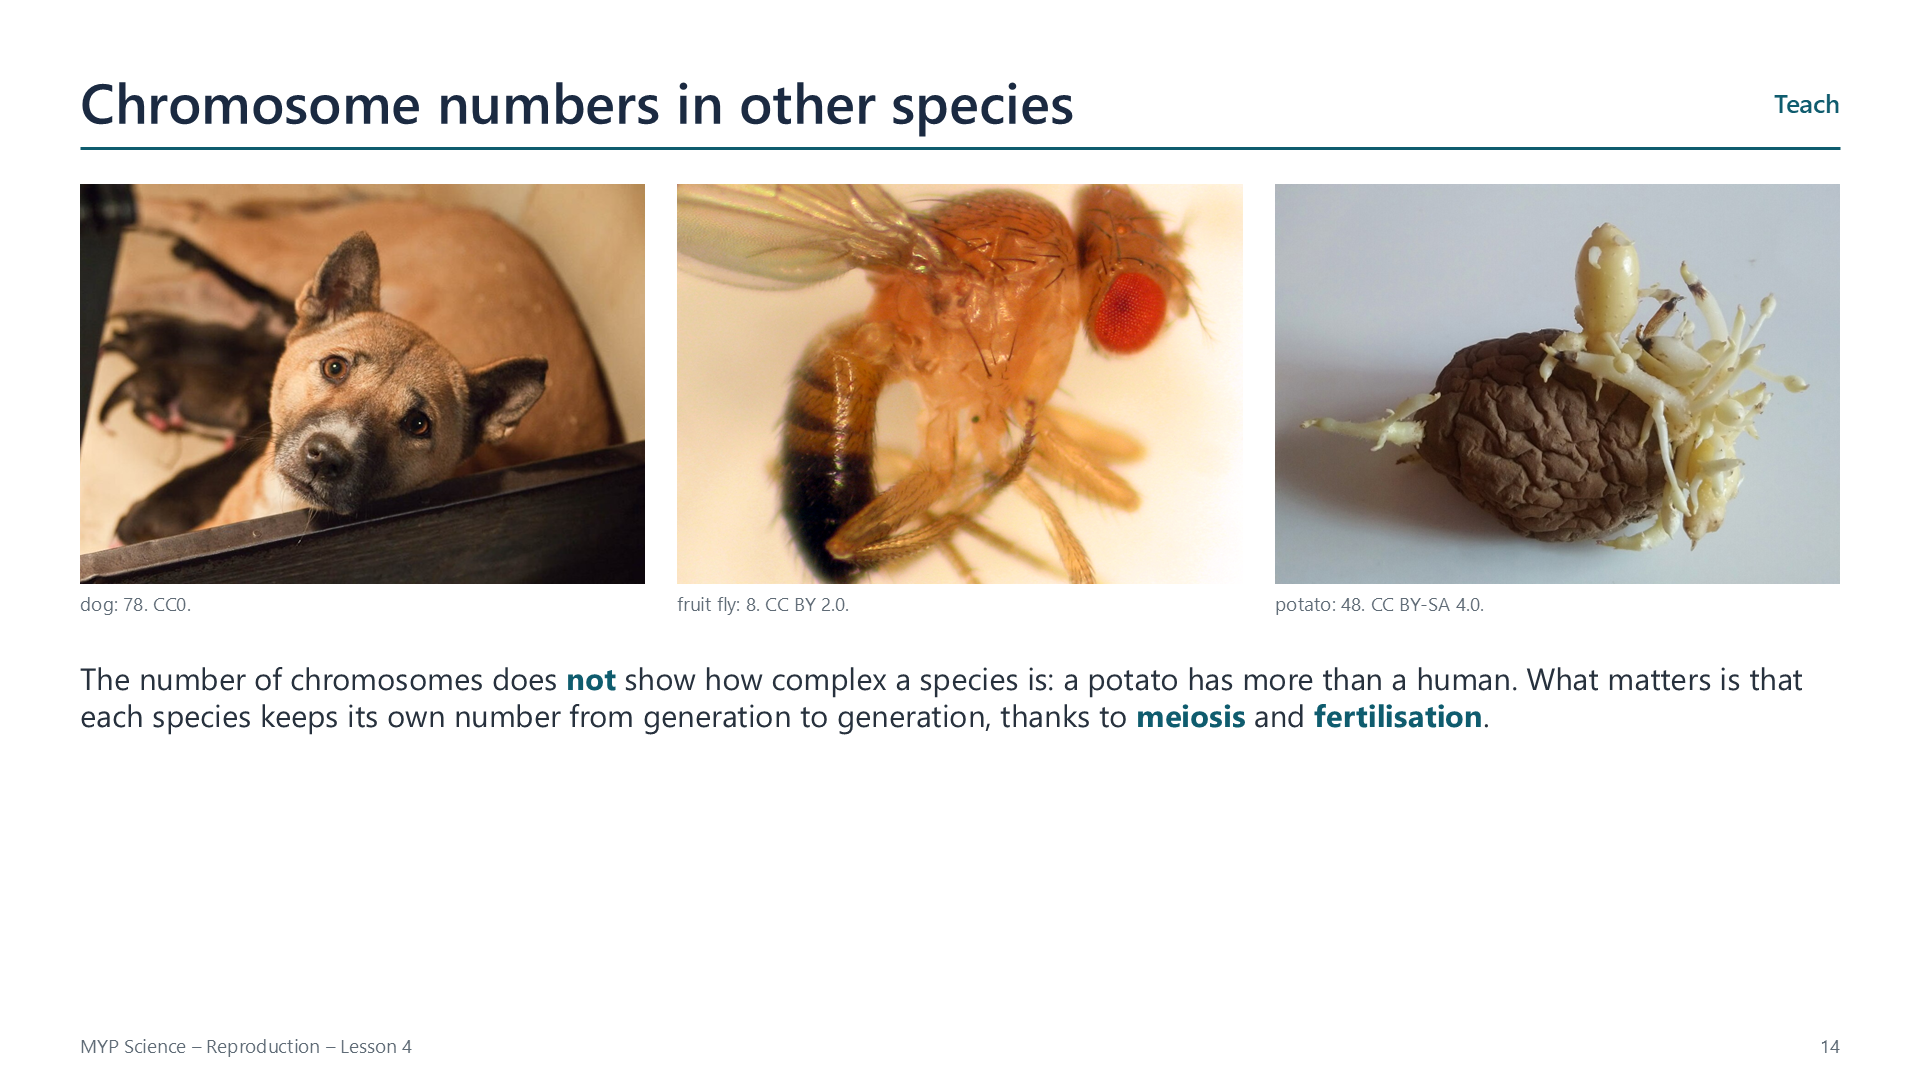 Chromosome numbers in other species
Teach
dog: 78. CC0.
fruit fly: 8. CC BY 2.0.
potato: 48. CC BY-SA 4.0.
The number of chromosomes does not show how complex a species is: a potato has more than a human. What matters is that
each species keeps its own number from generation to generation, thanks to meiosis and fertilisation.
MYP Science – Reproduction – Lesson 4
14